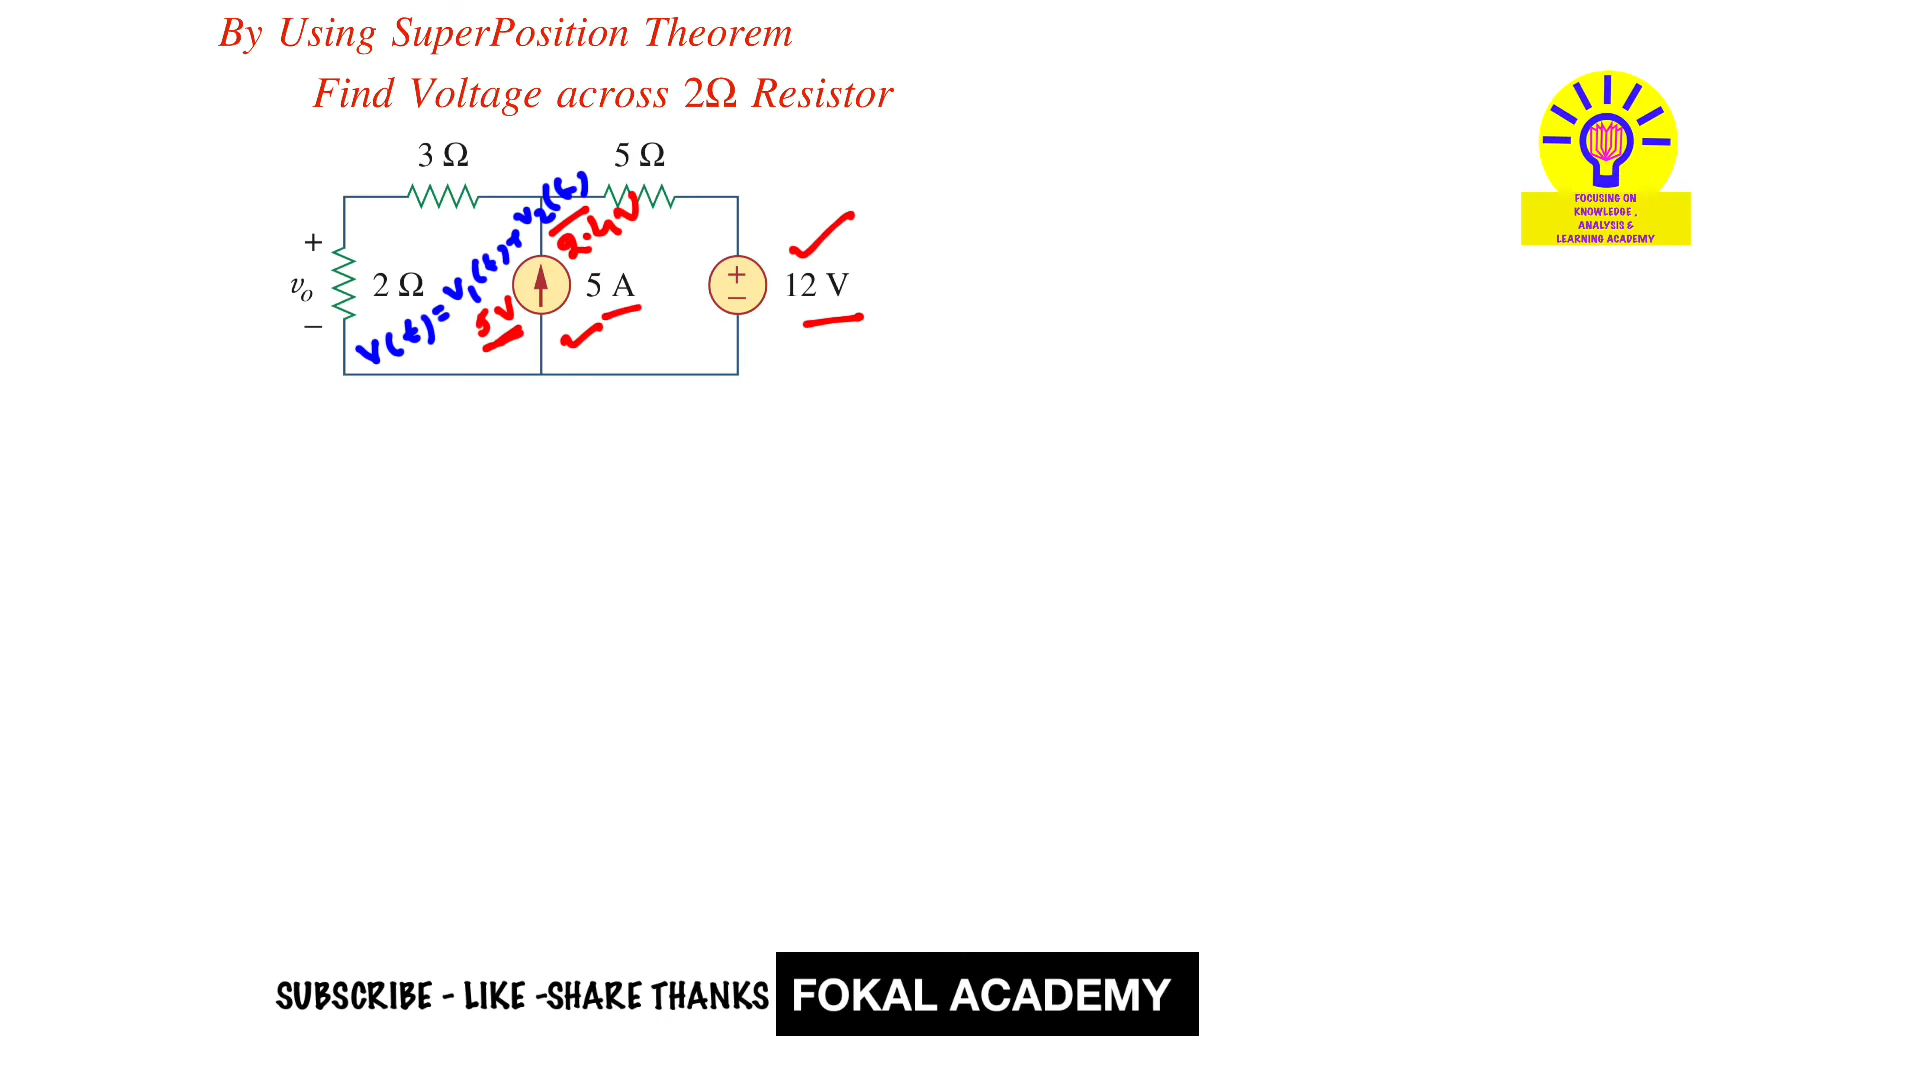 By Using SuperPosition Theorem
Find Voltage across 2Ω Resistor
3 Ω
5 Ω
+
v_o
−
2 Ω
5 A
+
−
12 V
v(t) = v₁(t) + v₂(t)
5V
2.4V
FOCUSING ON
KNOWLEDGE ,
ANALYSIS &
LEARNING ACADEMY
SUBSCRIBE - LIKE -SHARE THANKS
FOKAL ACADEMY